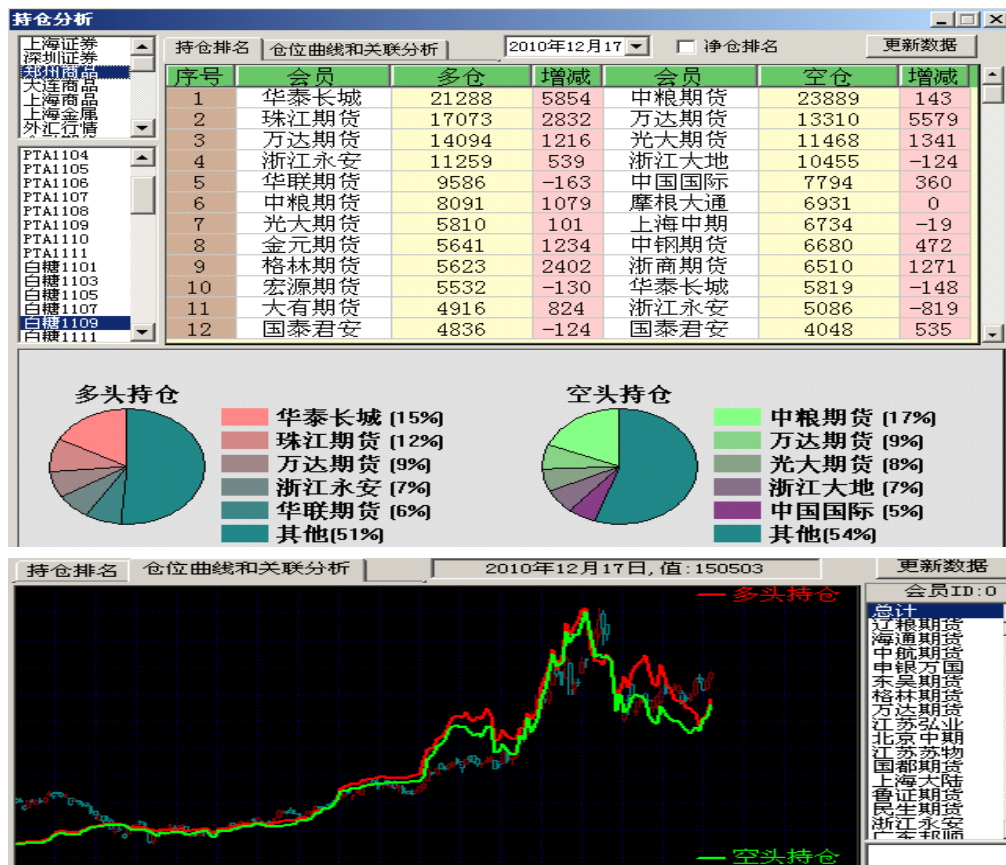 持仓分析
上海证券
深圳证券
郑州商品
大连商品
上海商品
上海金属
外汇行情
持仓排名 仓位曲线和关联分析 2010年12月17 净仓排名 更新数据
序号 会员 多仓 增减 会员 空仓 增减
1 华泰长城 21288 5854 中粮期货 23889 143
2 珠江期货 17073 2832 万达期货 13310 5579
3 万达期货 14094 1216 光大期货 11468 1341
4 浙江永安 11259 539 浙江大地 10455 -124
5 华联期货 9586 -163 中国国际 7794 360
6 中粮期货 8091 1079 摩根大通 6931 0
7 光大期货 5810 101 上海中期 6734 -19
8 金元期货 5641 1234 中钢期货 6680 472
9 格林期货 5623 2402 浙商期货 6510 1271
10 宏源期货 5532 -130 华泰长城 5819 -148
11 大有期货 4916 824 浙江永安 5086 -819
12 国泰君安 4836 -124 国泰君安 4048 535
PTA1104
PTA1105
PTA1106
PTA1107
PTA1108
PTA1109
PTA1110
PTA1111
白糖1101
白糖1103
白糖1105
白糖1107
白糖1109
白糖1111
多头持仓
华泰长城 (15%)
珠江期货 (12%)
万达期货 (9%)
浙江永安 (7%)
华联期货 (6%)
其他(51%)
空头持仓
中粮期货 (17%)
万达期货 (9%)
光大期货 (8%)
浙江大地 (7%)
中国国际 (5%)
其他(54%)
持仓排名 仓位曲线和关联分析 2010年12月17日,值:150503 更新数据
多头持仓
空头持仓
会员ID:0
总计
辽粮期货
海通期货
中航期货
申银万国
东吴期货
格林期货
万达期货
江苏弘业
北京中期
江苏苏物
国都期货
上海大陆
鲁证期货
民生期货
浙江永安